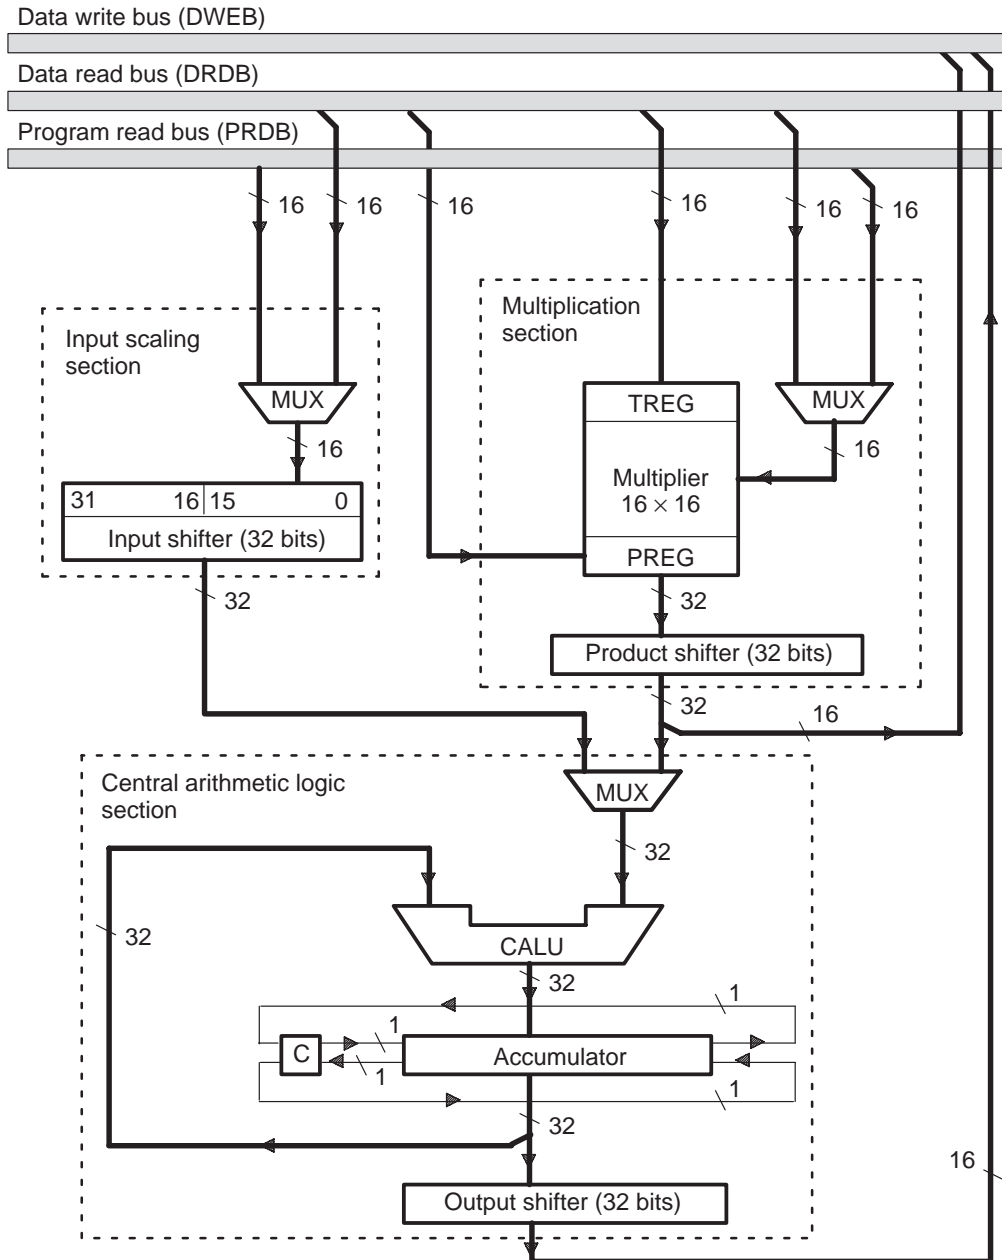 Data write bus (DWEB)
Data read bus (DRDB)
Program read bus (PRDB)
16
16
16
16
16
16
Input scaling
section
MUX
16
31
16
15
0
Input shifter (32 bits)
32
Multiplication
section
TREG
MUX
16
Multiplier
16 × 16
PREG
32
Product shifter (32 bits)
32
16
Central arithmetic logic
section
MUX
32
32
CALU
32
1
1
C
Accumulator
1
1
32
16
Output shifter (32 bits)